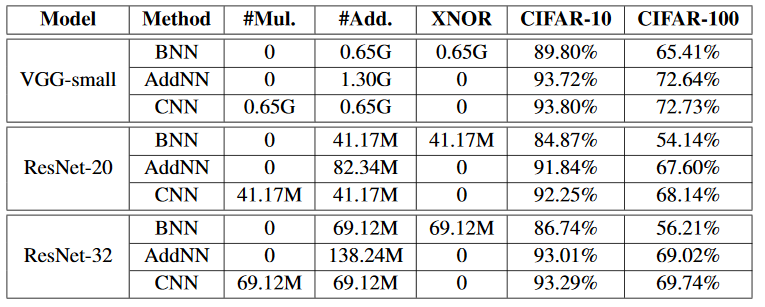 Model Method #Mul. #Add. XNOR CIFAR-10 CIFAR-100
VGG-small BNN 0 0.65G 0.65G 89.80% 65.41%
AddNN 0 1.30G 0 93.72% 72.64%
CNN 0.65G 0.65G 0 93.80% 72.73%
ResNet-20 BNN 0 41.17M 41.17M 84.87% 54.14%
AddNN 0 82.34M 0 91.84% 67.60%
CNN 41.17M 41.17M 0 92.25% 68.14%
ResNet-32 BNN 0 69.12M 69.12M 86.74% 56.21%
AddNN 0 138.24M 0 93.01% 69.02%
CNN 69.12M 69.12M 0 93.29% 69.74%